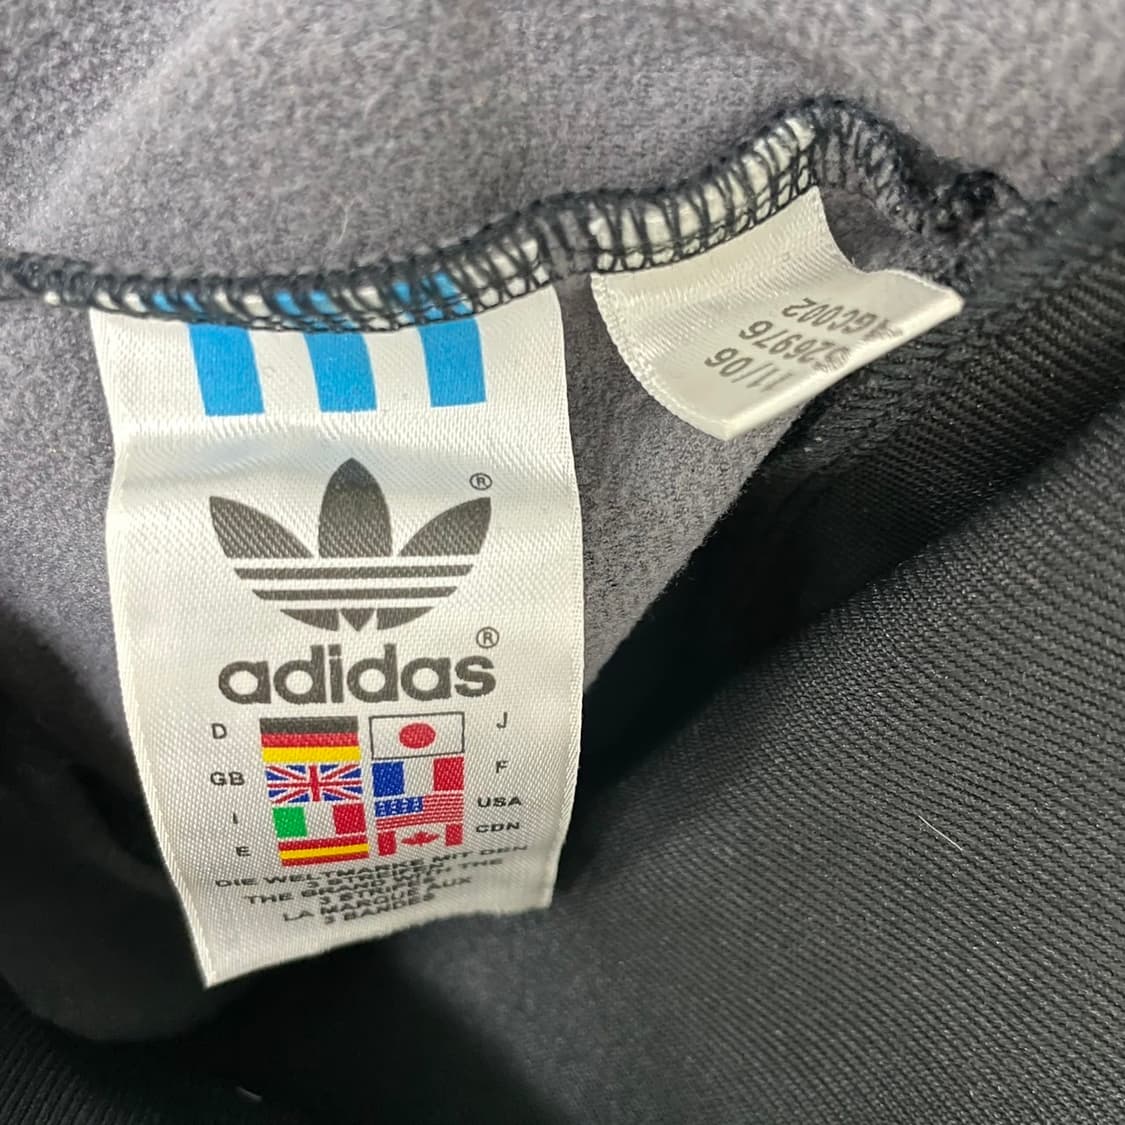 ®
adidas®
D J
GB F
I USA
E CDN
DIE WELTMARKE MIT DEN
3 STREIFEN
THE BRAND WITH THE
3 STRIPES
LA MARQUE AUX
3 BANDES
11/06
626976
AGC002